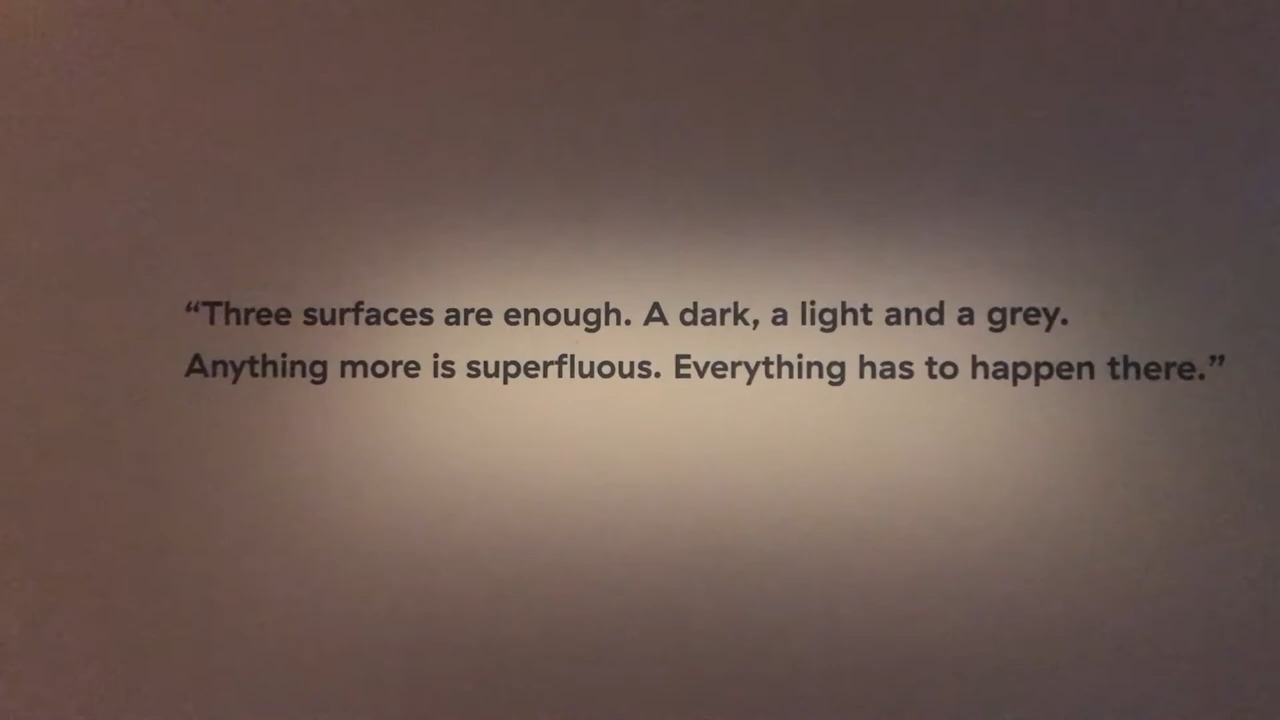 “Three surfaces are enough. A dark, a light and a grey.
Anything more is superfluous. Everything has to happen there.”